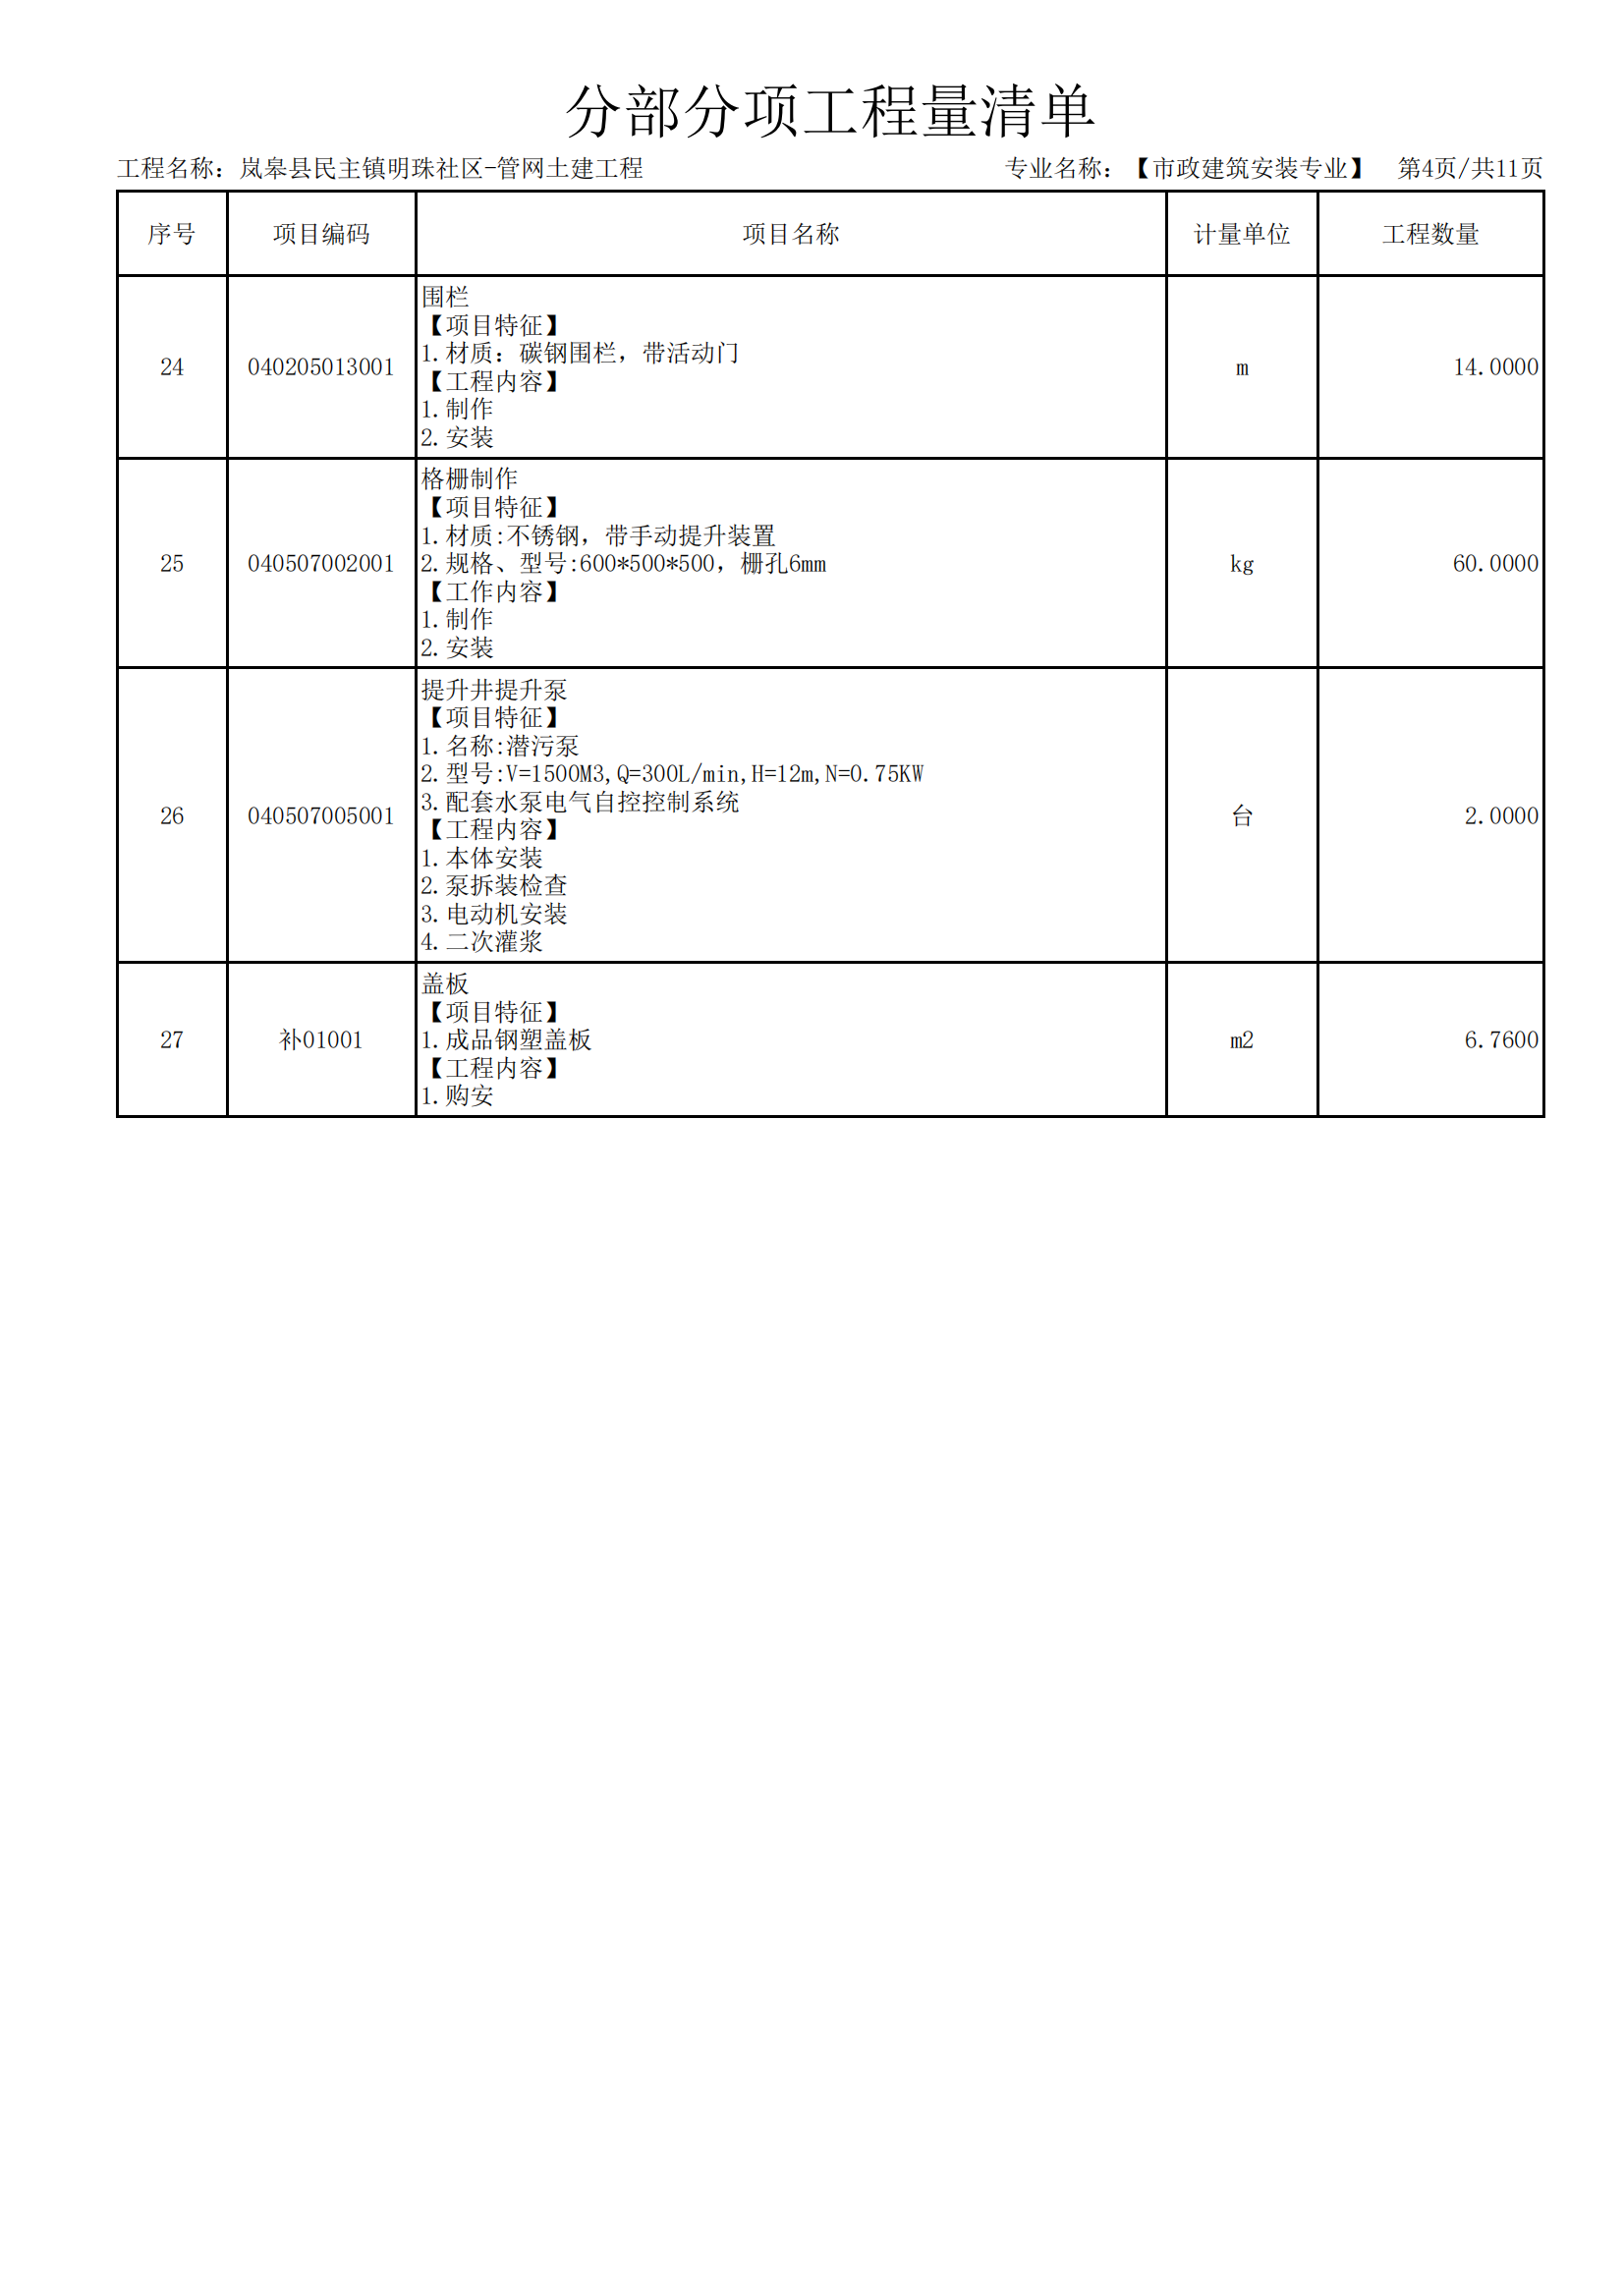 分部分项工程量清单
工程名称：岚皋县民主镇明珠社区-管网土建工程 专业名称：【市政建筑安装专业】 第4页/共11页
序号 项目编码 项目名称 计量单位 工程数量
围栏
【项目特征】
1.材质：碳钢围栏，带活动门
24 040205013001 m 14.0000
【工程内容】
1.制作
2.安装
格栅制作
【项目特征】
1.材质:不锈钢，带手动提升装置
25 040507002001 2.规格、型号:600*500*500，栅孔6mm kg 60.0000
【工作内容】
1.制作
2.安装
提升井提升泵
【项目特征】
1.名称:潜污泵
2.型号:V=1500M3,Q=300L/min,H=12m,N=0.75KW
3.配套水泵电气自控控制系统
26 040507005001 台 2.0000
【工程内容】
1.本体安装
2.泵拆装检查
3.电动机安装
4.二次灌浆
盖板
【项目特征】
27 补01001 1.成品钢塑盖板 m2 6.7600
【工程内容】
1.购安